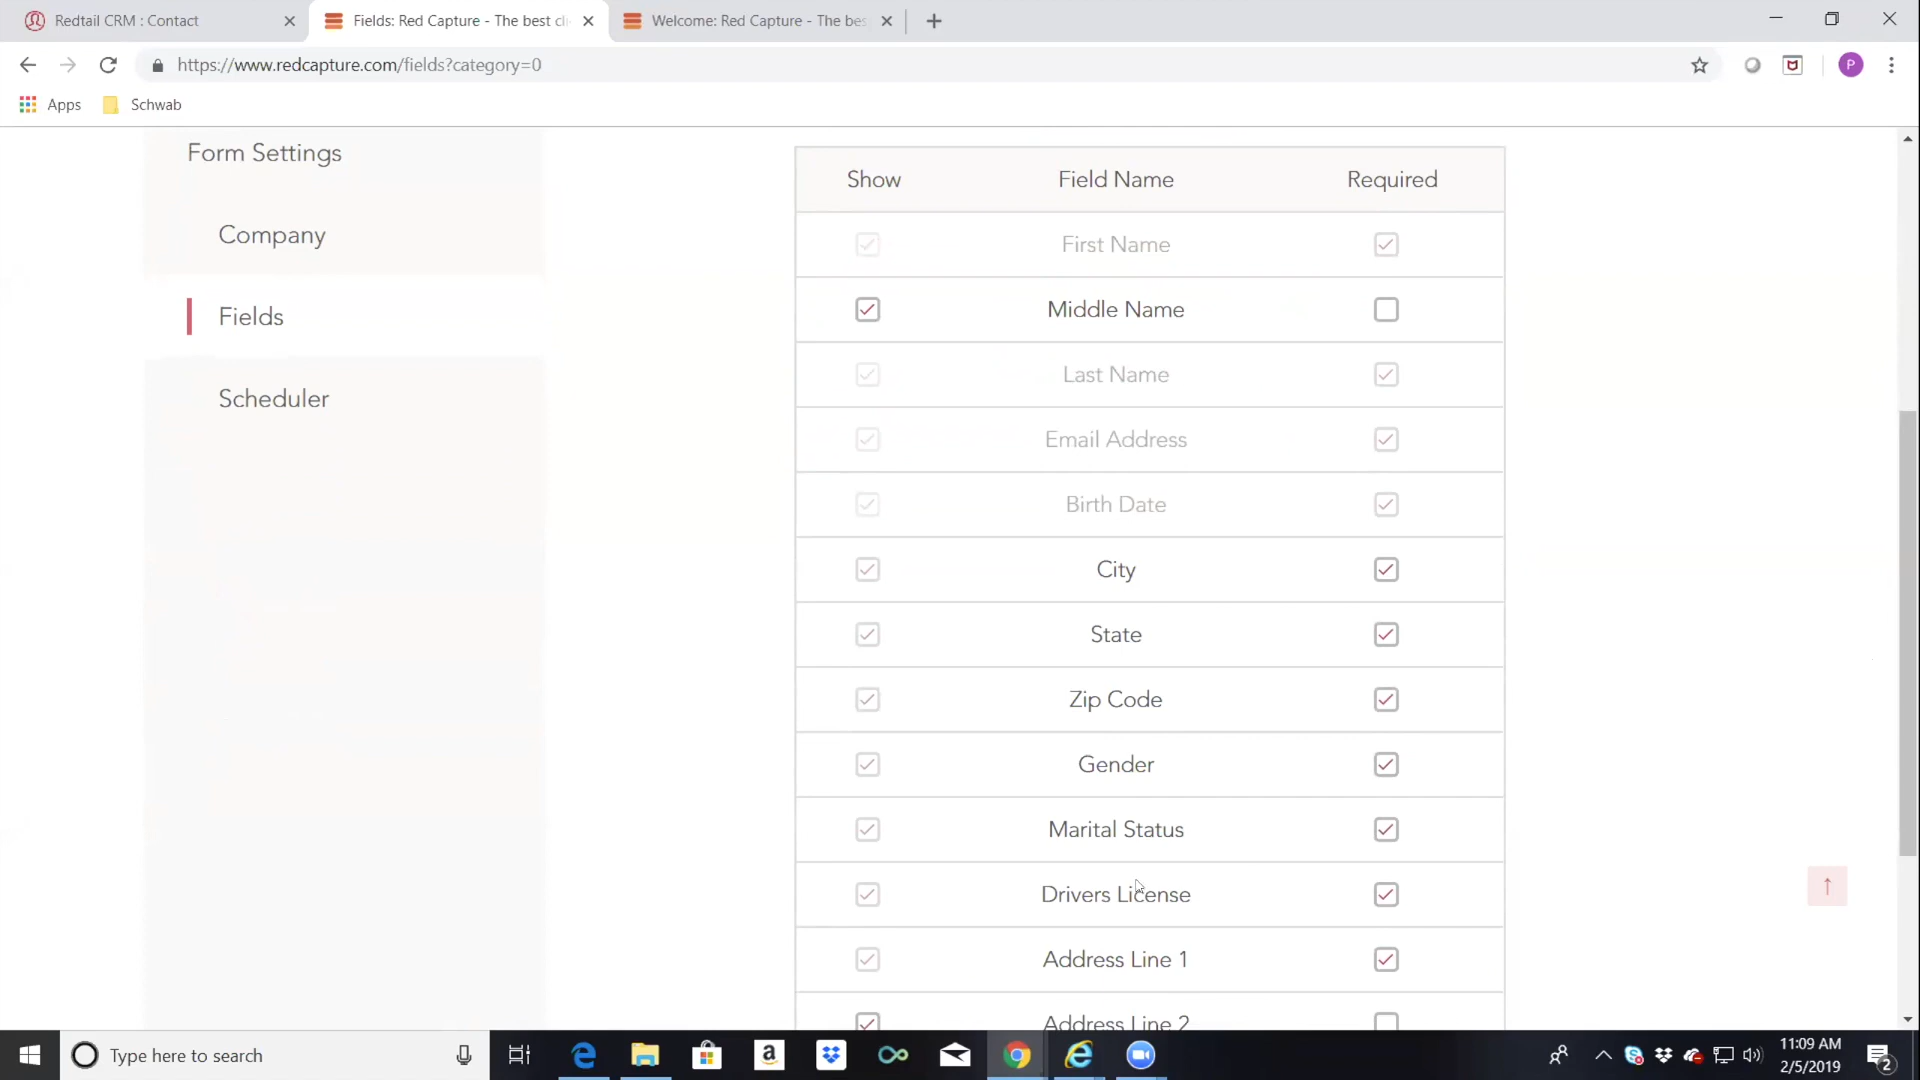 Redtail CRM : Contact
Fields: Red Capture - The best cli
Welcome: Red Capture - The bes
https://www.redcapture.com/fields?category=0
P
Apps
Schwab
Form Settings
Company
Fields
Scheduler
Show Field Name Required
First Name
Middle Name
Last Name
Email Address
Birth Date
City
State
Zip Code
Gender
Marital Status
Drivers License
Address Line 1
Address Line 2
Type here to search
11:09 AM
2/5/2019
2